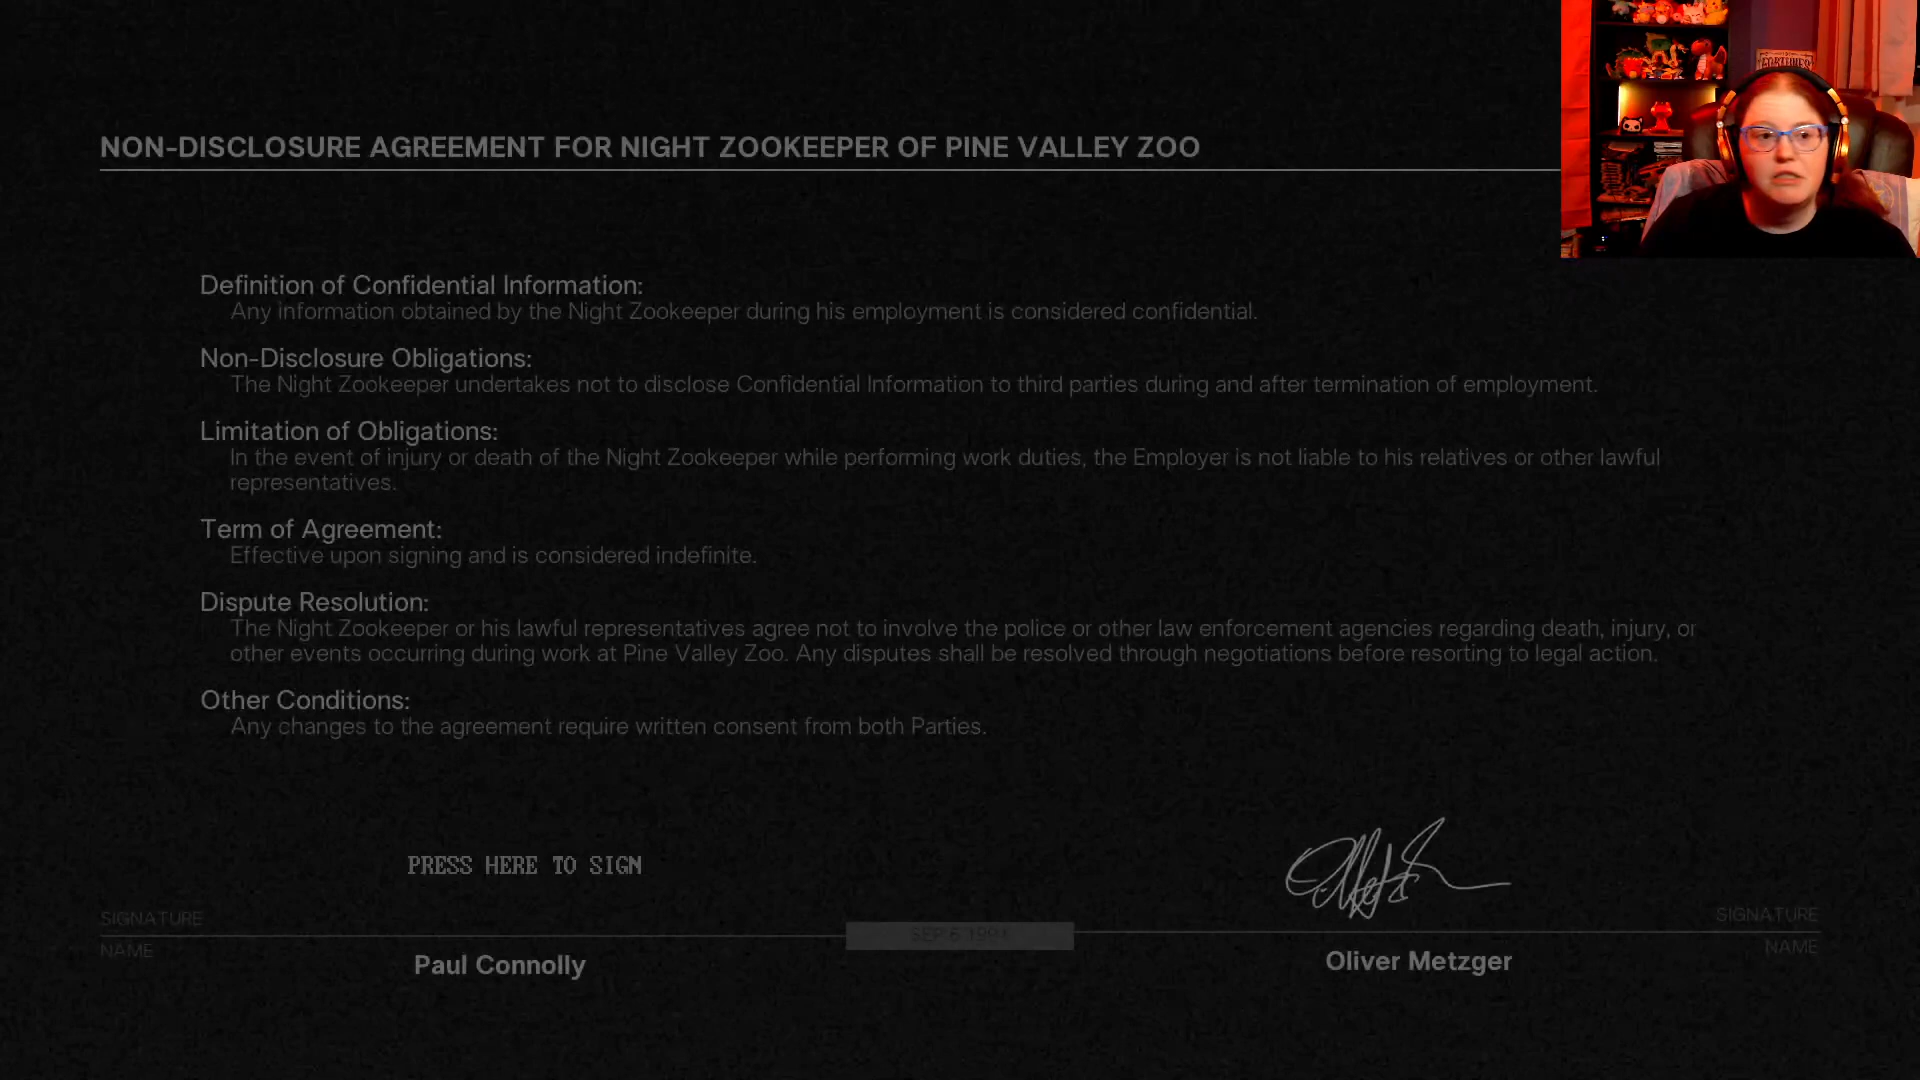 NON-DISCLOSURE AGREEMENT FOR NIGHT ZOOKEEPER OF PINE VALLEY ZOO
Definition of Confidential Information:
Any information obtained by the Night Zookeeper during his employment is considered confidential.
Non-Disclosure Obligations:
The Night Zookeeper undertakes not to disclose Confidential Information to third parties during and after termination of employment.
Limitation of Obligations:
In the event of injury or death of the Night Zookeeper while performing work duties, the Employer is not liable to his relatives or other lawful
representatives.
Term of Agreement:
Effective upon signing and is considered indefinite.
Dispute Resolution:
The Night Zookeeper or his lawful representatives agree not to involve the police or other law enforcement agencies regarding death, injury, or
other events occurring during work at Pine Valley Zoo. Any disputes shall be resolved through negotiations before resorting to legal action.
Other Conditions:
Any changes to the agreement require written consent from both Parties.
PRESS HERE TO SIGN
SIGNATURE
SIGNATURE
SEP 6
NAME
NAME
Paul Connolly
Oliver Metzger